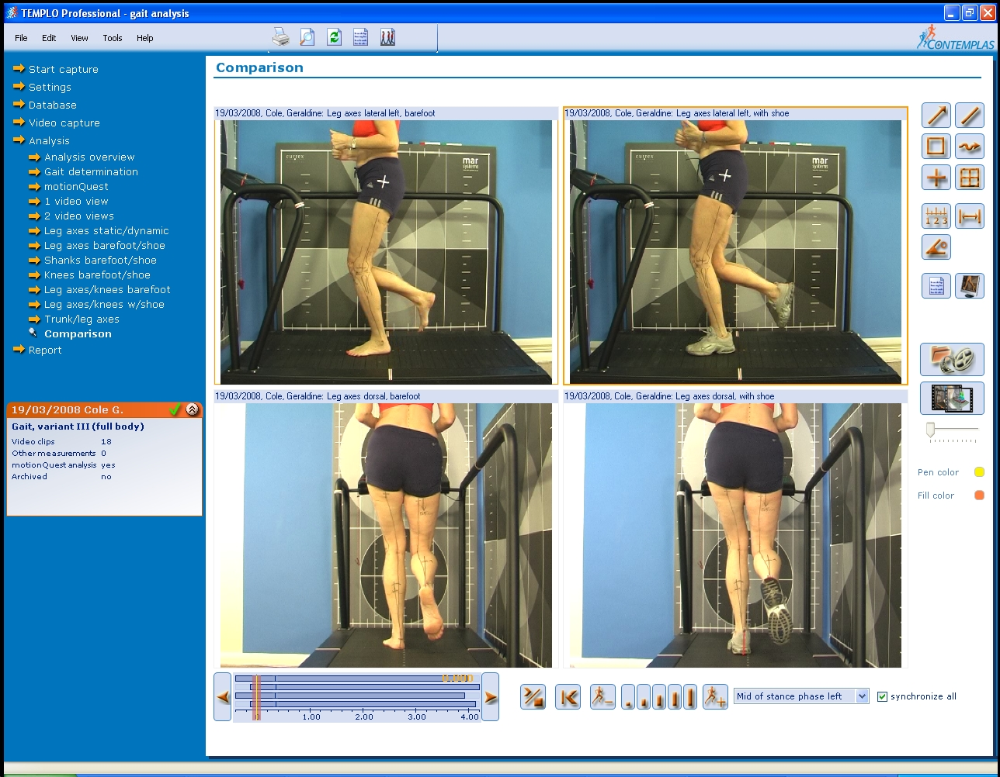 TEMPLO Professional - gait analysis
File Edit View Tools Help
CONTEMPLAS
Start capture
Settings
Database
Video capture
Analysis
Analysis overview
Gait determination
motionQuest
1 video view
2 video views
Leg axes static/dynamic
Leg axes barefoot/shoe
Shanks barefoot/shoe
Knees barefoot/shoe
Leg axes/knees barefoot
Leg axes/knees w/shoe
Trunk/leg axes
Comparison
Report
19/03/2008 Cole G.
Gait, variant III (full body)
Video clips 18
Other measurements 0
motionQuest analysis yes
Archived no
Comparison
19/03/2008, Cole, Geraldine: Leg axes lateral left, barefoot
currex
mar
systems
19/03/2008, Cole, Geraldine: Leg axes lateral left, with shoe
currex
mar
systems
19/03/2008, Cole, Geraldine: Leg axes dorsal, barefoot
19/03/2008, Cole, Geraldine: Leg axes dorsal, with shoe
1 2 3
Pen color
Fill color
0 1.00 2.00 3.00 4.00
Mid of stance phase left
synchronize all